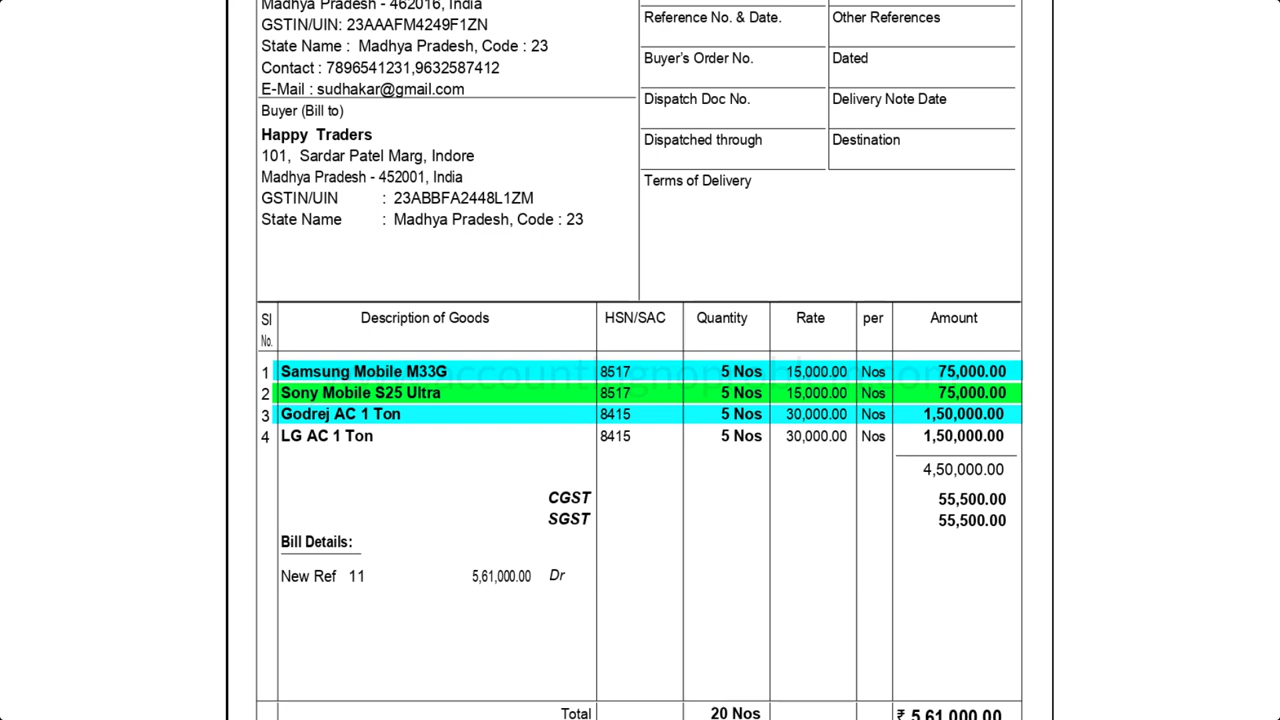 Madhya Pradesh - 462016, India
GSTIN/UIN: 23AAAFM4249F1ZN
State Name : Madhya Pradesh, Code : 23
Contact : 7896541231,9632587412
E-Mail : sudhakar@gmail.com
Reference No. & Date.
Other References
Buyer's Order No.
Dated
Dispatch Doc No.
Delivery Note Date
Dispatched through
Destination
Terms of Delivery
Buyer (Bill to)
Happy Traders
101, Sardar Patel Marg, Indore
Madhya Pradesh - 452001, India
GSTIN/UIN : 23ABBFA2448L1ZM
State Name : Madhya Pradesh, Code : 23
Sl No. Description of Goods HSN/SAC Quantity Rate per Amount
1 Samsung Mobile M33G 8517 5 Nos 15,000.00 Nos 75,000.00
2 Sony Mobile S25 Ultra 8517 5 Nos 15,000.00 Nos 75,000.00
3 Godrej AC 1 Ton 8415 5 Nos 30,000.00 Nos 1,50,000.00
4 LG AC 1 Ton 8415 5 Nos 30,000.00 Nos 1,50,000.00
4,50,000.00
CGST 55,500.00
SGST 55,500.00
Bill Details:
New Ref 11 5,61,000.00 Dr
Total 20 Nos ₹ 5,61,000.00